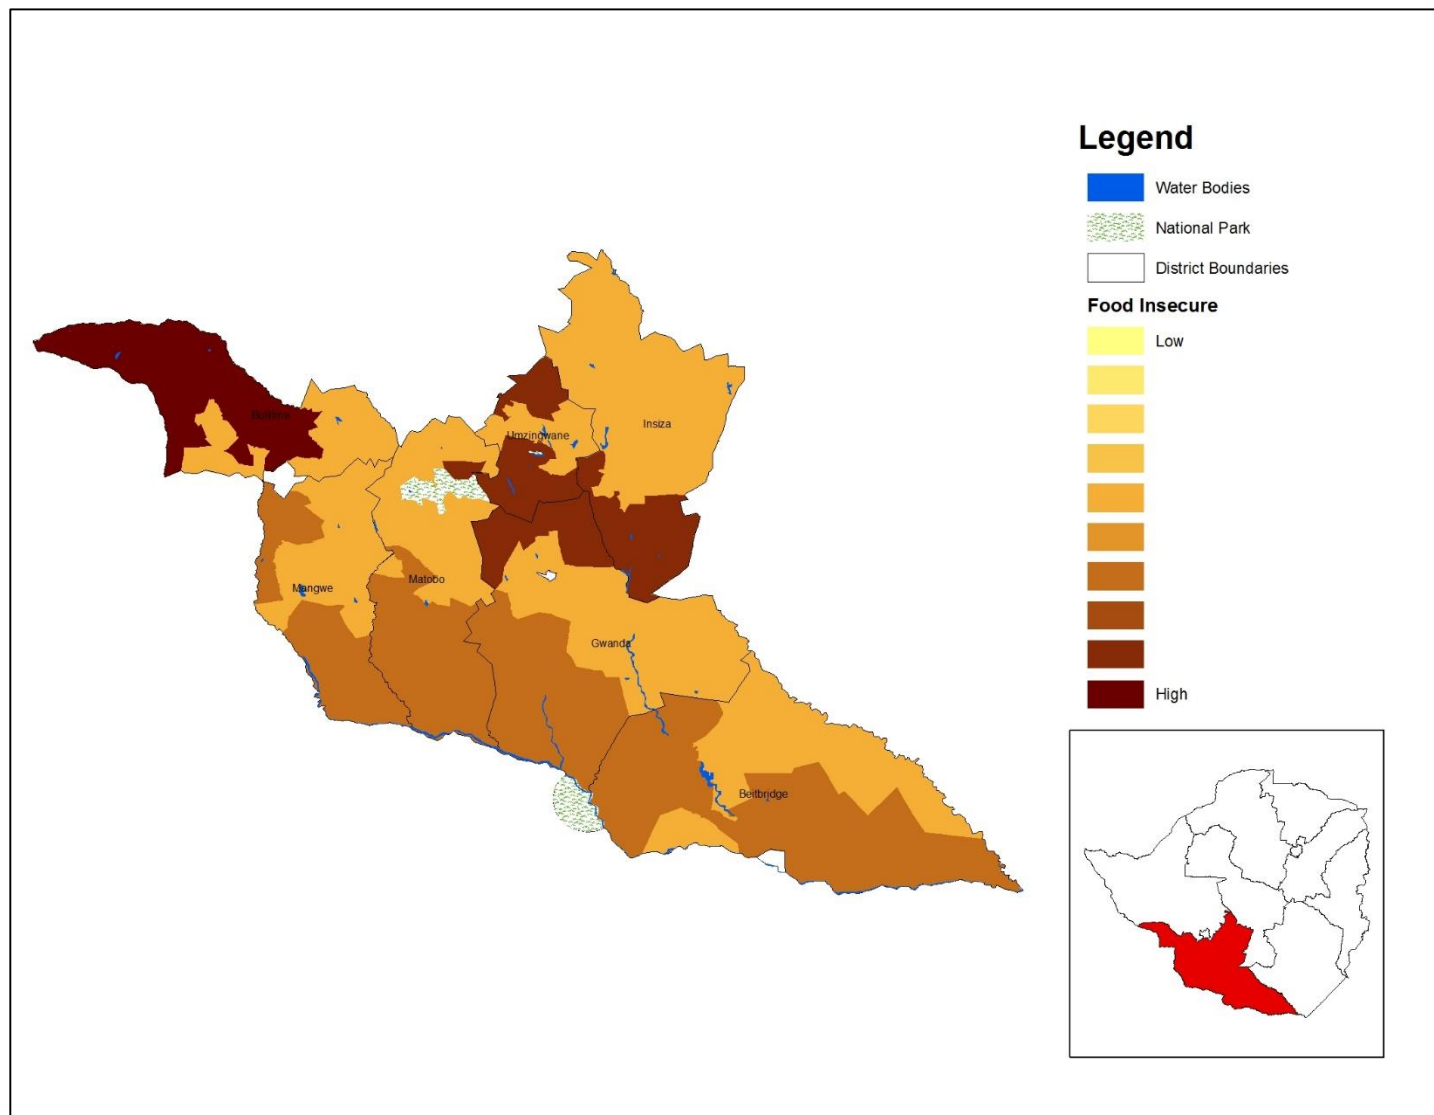 Legend
Water Bodies
National Park
District Boundaries
Food Insecure
Low
High
Bulilima
Umzingwane
Insiza
Mangwe
Matobo
Gwanda
Beitbridge